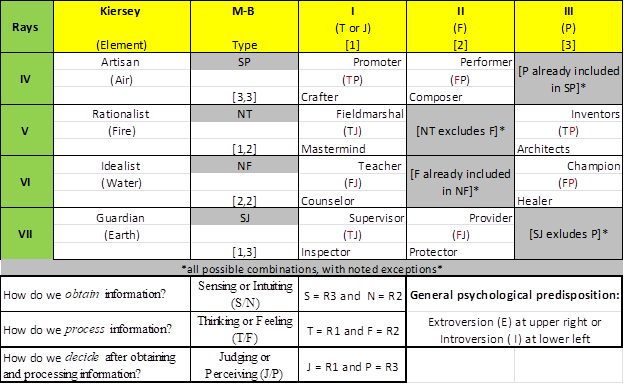 Rays Kiersey M-B I II III
(T or J) (F) (P)
(Element) Type [1] [2] [3]
IV Artisan SP Promoter Performer [P already included in SP]*
(Air) (TP) (FP)
[3,3] Crafter Composer
V Rationalist NT Fieldmarshal [NT excludes F]* Inventors
(Fire) (TJ) (TP)
[1,2] Mastermind Architects
VI Idealist NF Teacher [F already included in NF]* Champion
(Water) (FJ) (FP)
[2,2] Counselor Healer
VII Guardian SJ Supervisor Provider [SJ exludes P]*
(Earth) (TJ) (FJ)
[1,3] Inspector Protector
*all possible combinations, with noted exceptions*
How do we obtain information? Sensing or Intuiting (S/N) S = R3 and N = R2 General psychological predisposition:
How do we process information? Thinking or Feeling (T/F) T = R1 and F = R2 Extroversion (E) at upper right or Introversion ( I) at lower left
How do we decide after obtaining and processing information? Judging or Perceiving (J/P) J = R1 and P = R3